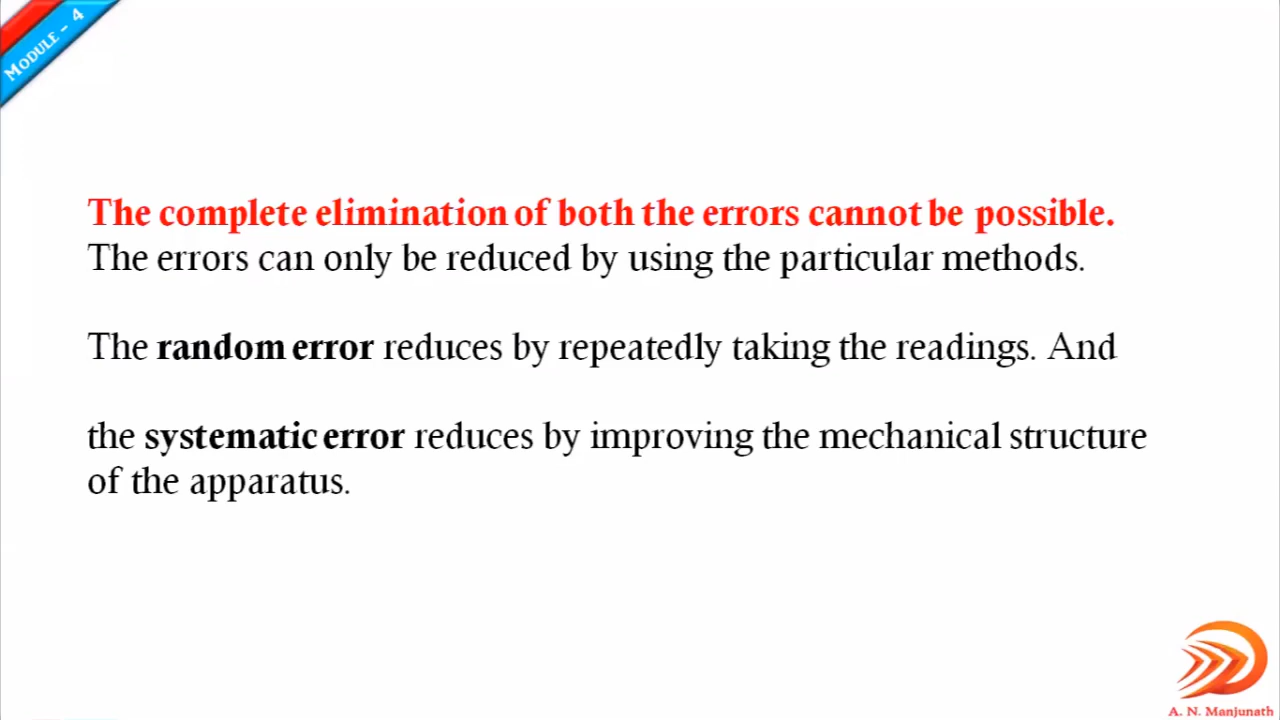 MODULE - 4
The complete elimination of both the errors cannot be possible.
The errors can only be reduced by using the particular methods.
The random error reduces by repeatedly taking the readings. And
the systematic error reduces by improving the mechanical structure
of the apparatus.
A. N. Manjunath